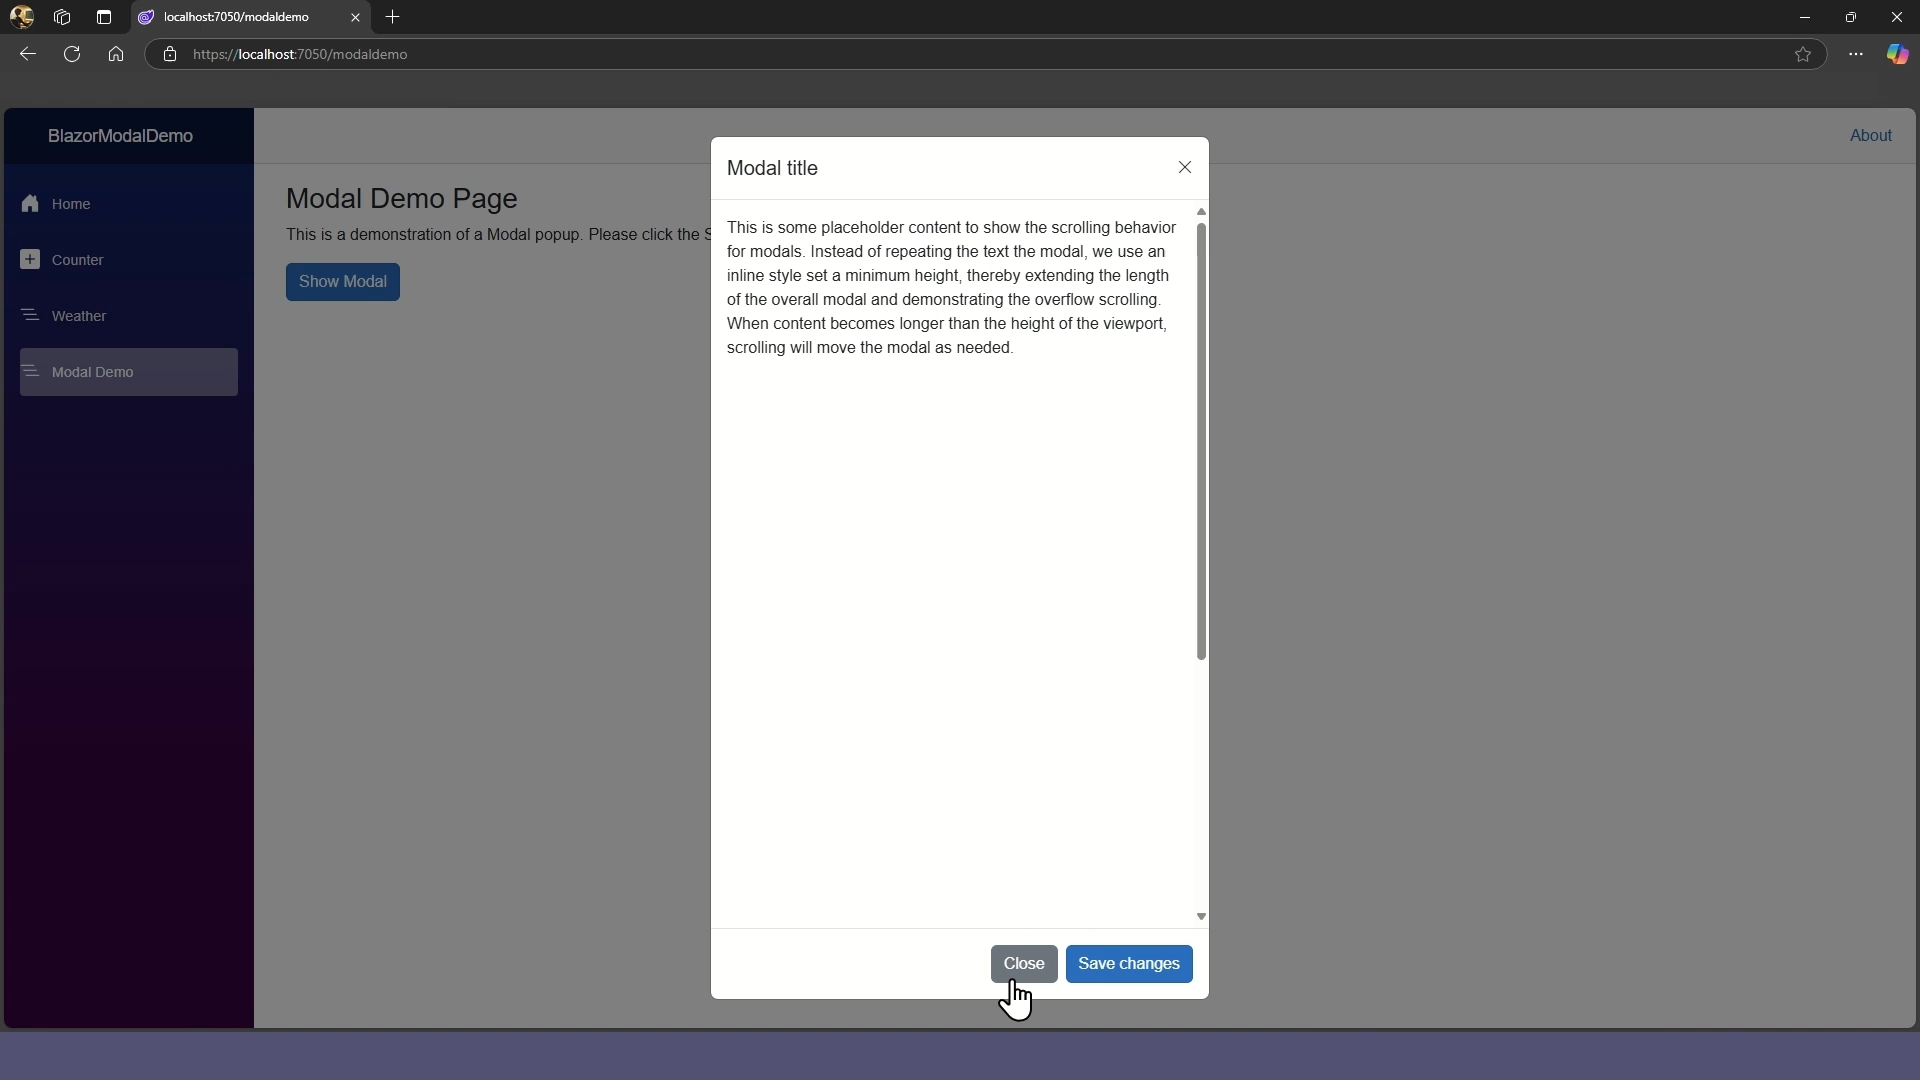 localhost:7050/modaldemo
https://localhost:7050/modaldemo
BlazorModalDemo
About
Home
Counter
Weather
Modal Demo
Modal Demo Page
This is a demonstration of a Modal popup. Please click the S
Show Modal
Modal title
This is some placeholder content to show the scrolling behavior
for modals. Instead of repeating the text the modal, we use an
inline style set a minimum height, thereby extending the length
of the overall modal and demonstrating the overflow scrolling.
When content becomes longer than the height of the viewport,
scrolling will move the modal as needed.
Close
Save changes